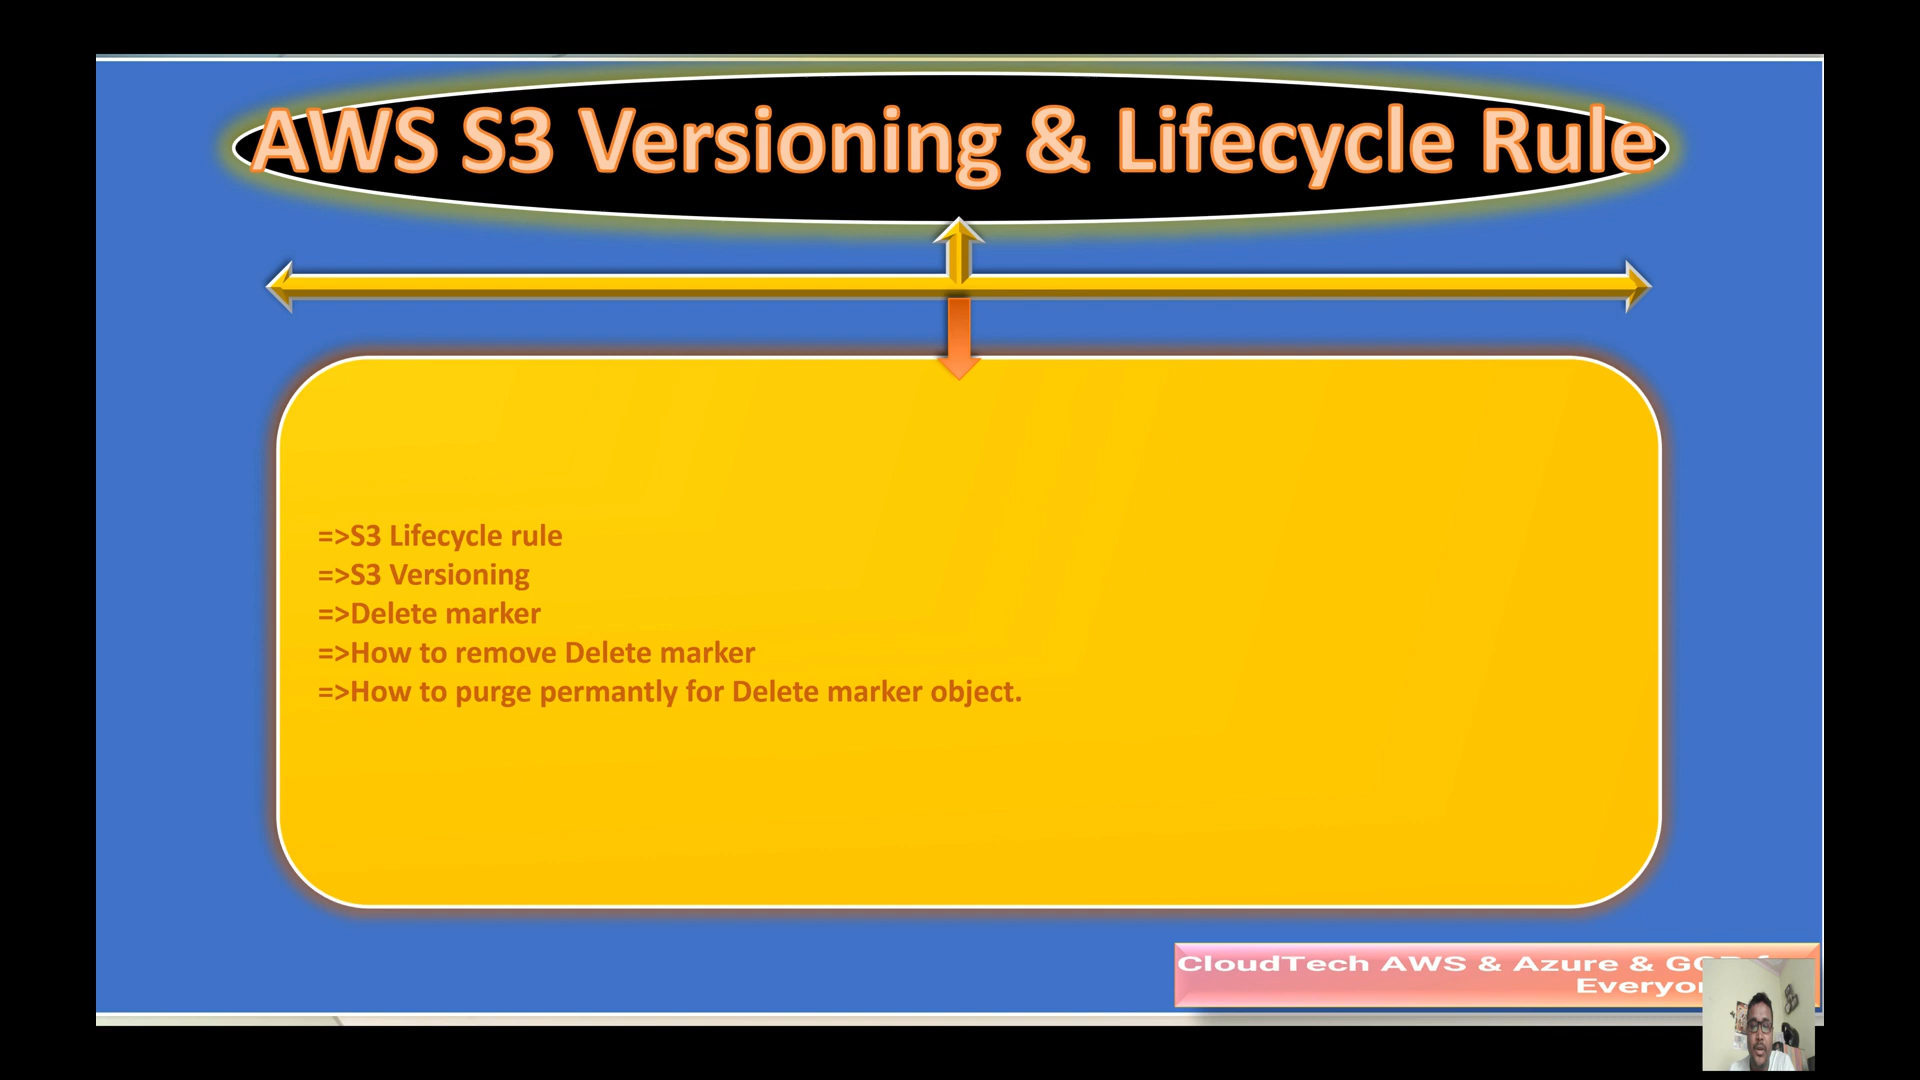 AWS S3 Versioning & Lifecycle Rule
=>S3 Lifecycle rule
=>S3 Versioning
=>Delete marker
=>How to remove Delete marker
=>How to purge permantly for Delete marker object.
CloudTech AWS & Azure &